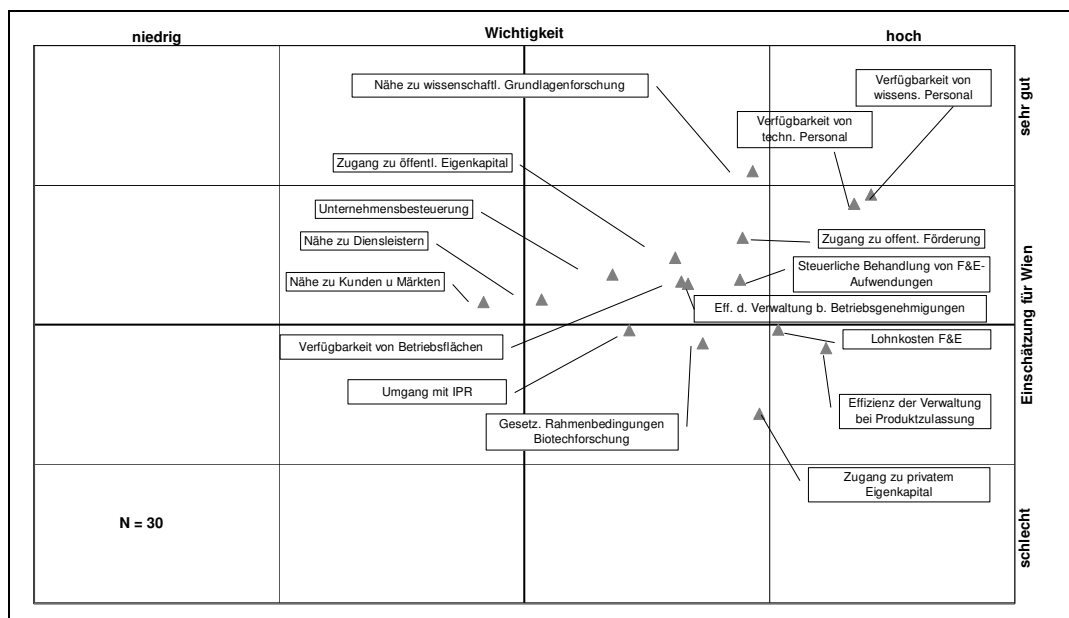 niedrig
Wichtigkeit
hoch
Nähe zu wissenschaftl. Grundlagenforschung
Verfügbarkeit von
wissens. Personal
Verfügbarkeit von
techn. Personal
sehr gut
Zugang zu öffentl. Eigenkapital
Unternehmensbesteuerung
Nähe zu Diensleistern
Zugang zu offent. Förderung
Steuerliche Behandlung von F&E-
Aufwendungen
Nähe zu Kunden u Märkten
Eff. d. Verwaltung b. Betriebsgenehmigungen
Einschätzung für Wien
Verfügbarkeit von Betriebsflächen
Lohnkosten F&E
Umgang mit IPR
Effizienz der Verwaltung
bei Produktzulassung
Gesetz. Rahmenbedingungen
Biotechforschung
Zugang zu privatem
Eigenkapital
N = 30
schlecht